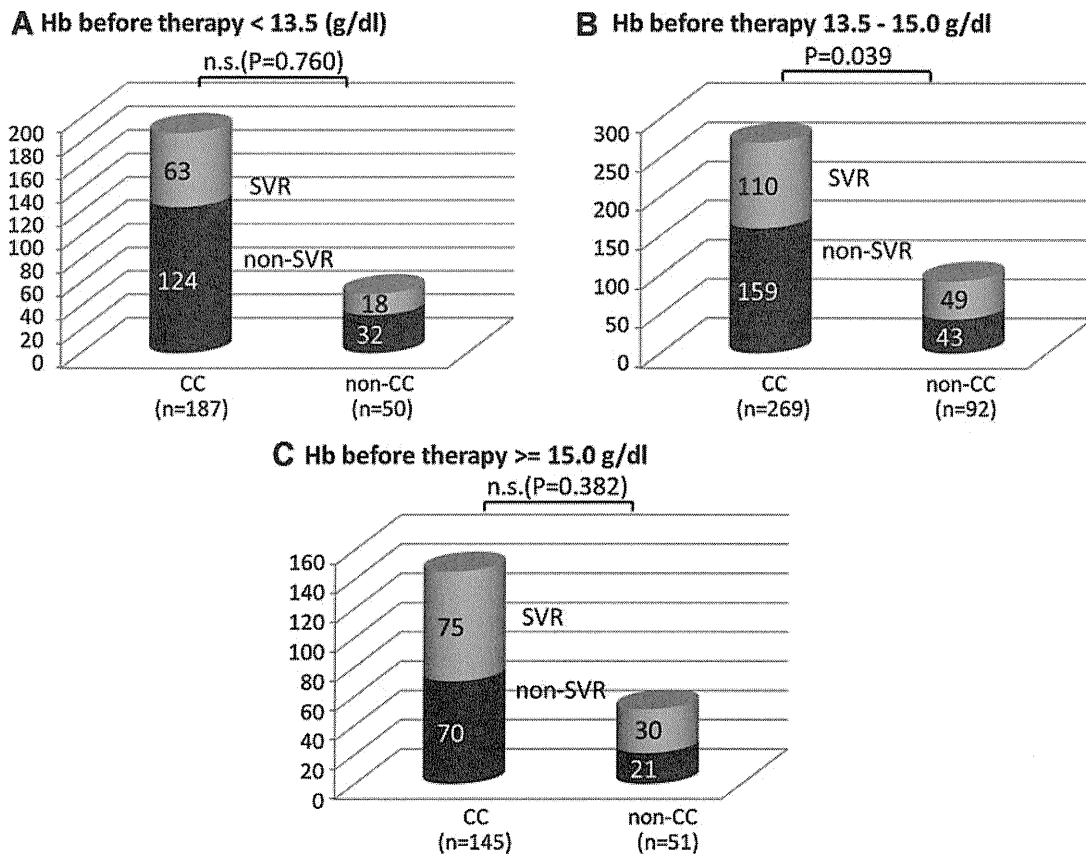 A Hb before therapy < 13.5 (g/dl)
n.s.(P=0.760)
200
180
160
140
120
100
80
60
40
20
0
63
SVR
124
non-SVR
18
32
CC
(n=187)
non-CC
(n=50)
B Hb before therapy 13.5 - 15.0 g/dl
P=0.039
300
250
200
150
100
50
0
110
SVR
159
non-SVR
49
43
CC
(n=269)
non-CC
(n=92)
C Hb before therapy >= 15.0 g/dl
n.s.(P=0.382)
160
140
120
100
80
60
40
20
0
75
SVR
70
non-SVR
30
21
CC
(n=145)
non-CC
(n=51)